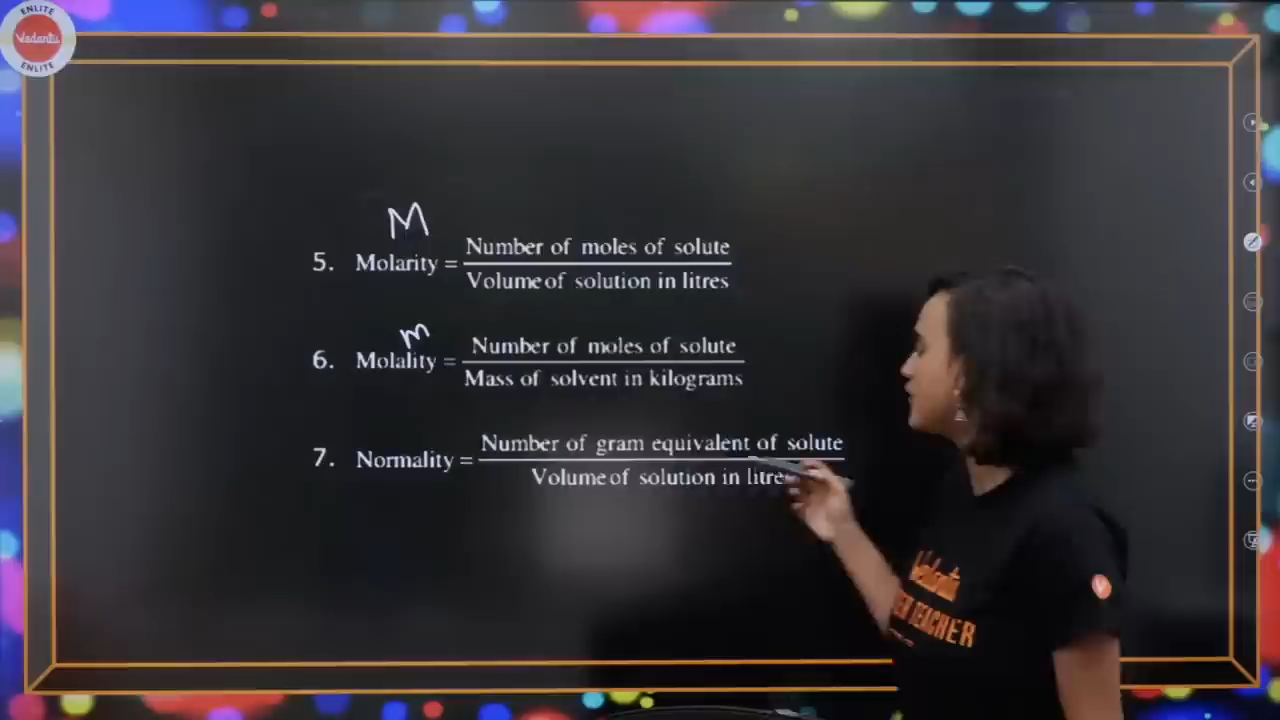 ENLITE
Vedantu
ENLITE
M
5. Molarity = Number of moles of solute
Volume of solution in litres
m
6. Molality = Number of moles of solute
Mass of solvent in kilograms
7. Normality = Number of gram equivalent of solute
Volume of solution in litre
Vedantu
TEACHER